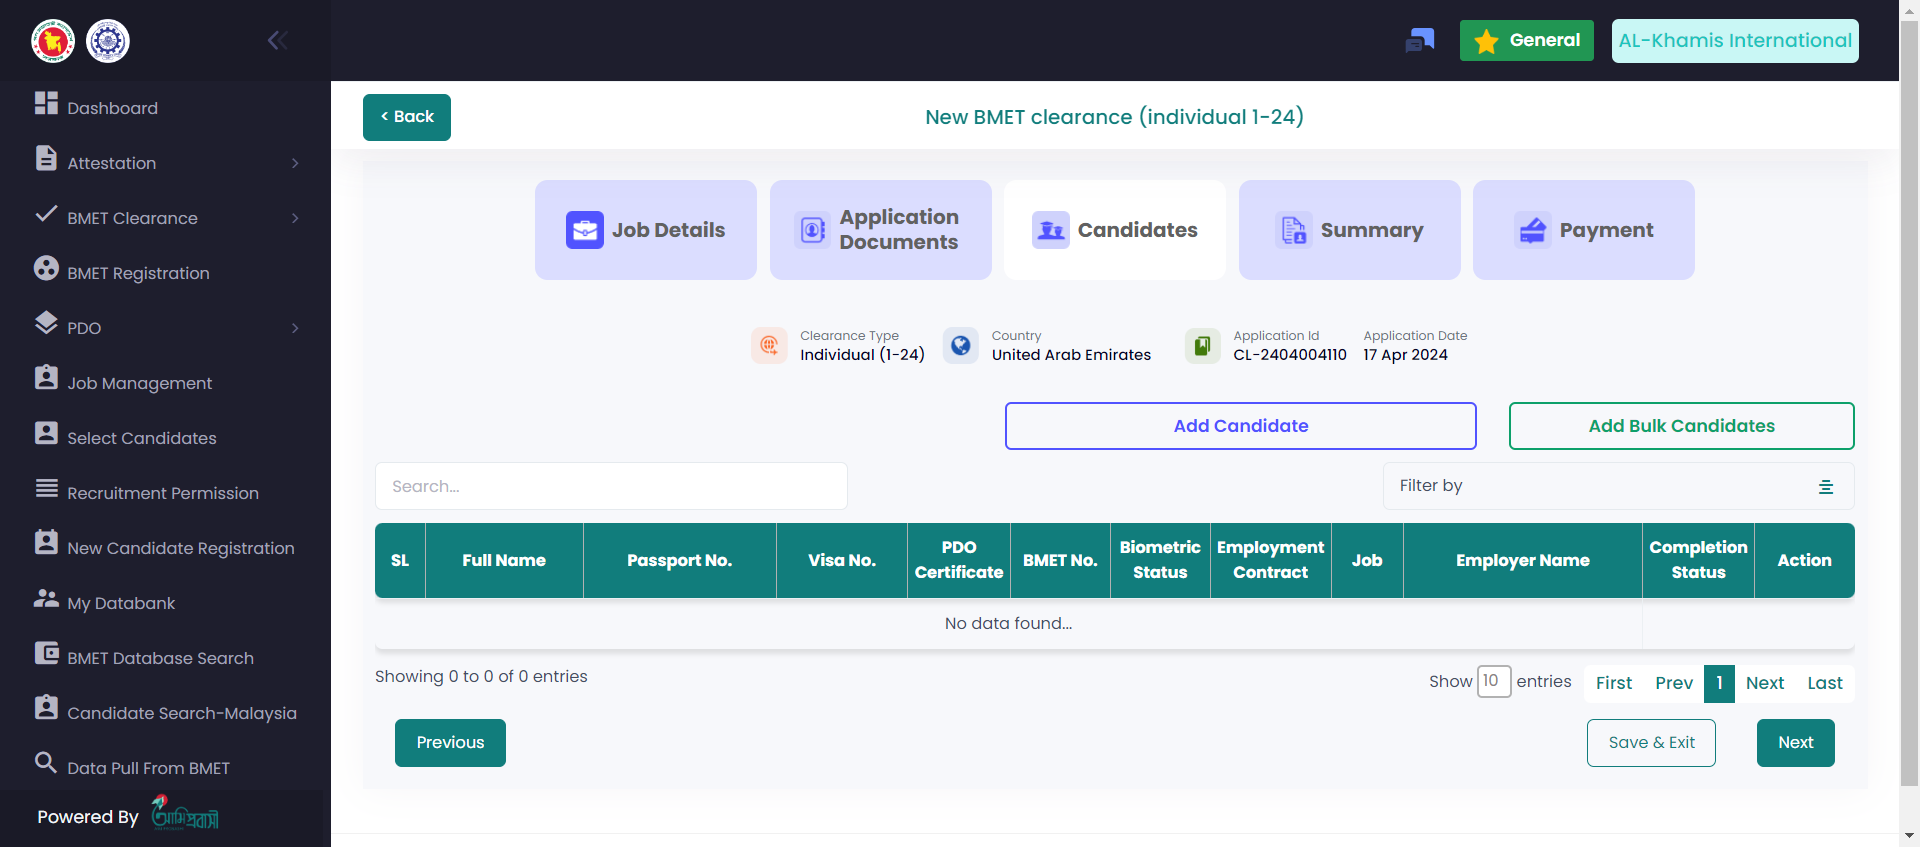 General
AL-Khamis International
Dashboard
Attestation
BMET Clearance
BMET Registration
PDO
Job Management
Select Candidates
Recruitment Permission
New Candidate Registration
My Databank
BMET Database Search
Candidate Search-Malaysia
Data Pull From BMET
Powered By
আমি প্রবাসী
< Back
New BMET clearance (individual 1-24)
Job Details
Application
Documents
Candidates
Summary
Payment
Clearance Type
Individual (1-24)
Country
United Arab Emirates
Application Id
CL-2404004110
Application Date
17 Apr 2024
Add Candidate
Add Bulk Candidates
Search...
Filter by
SL
Full Name
Passport No.
Visa No.
PDO
Certificate
BMET No.
Biometric
Status
Employment
Contract
Job
Employer Name
Completion
Status
Action
No data found...
Showing 0 to 0 of 0 entries
Show 10 entries
First Prev 1 Next Last
Previous
Save & Exit
Next